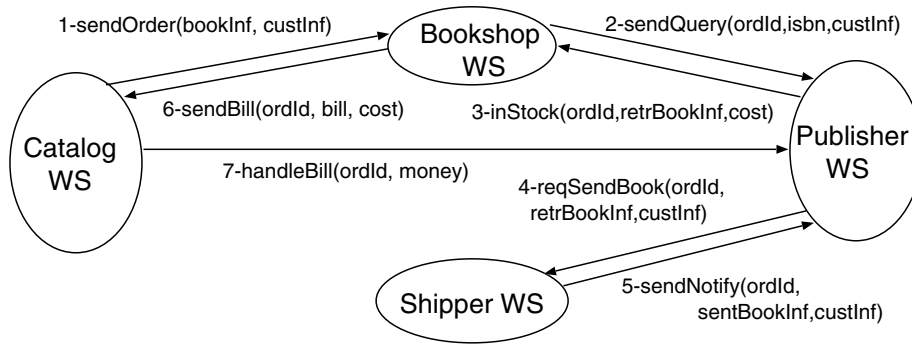 1-sendOrder(bookInf, custInf)
Bookshop
WS
2-sendQuery(ordId,isbn,custInf)
6-sendBill(ordId, bill, cost)
3-inStock(ordId,retrBookInf,cost)
Catalog
WS
Publisher
WS
7-handleBill(ordId, money)
4-reqSendBook(ordId,
retrBookInf,custInf)
Shipper WS
5-sendNotify(ordId,
sentBookInf,custInf)